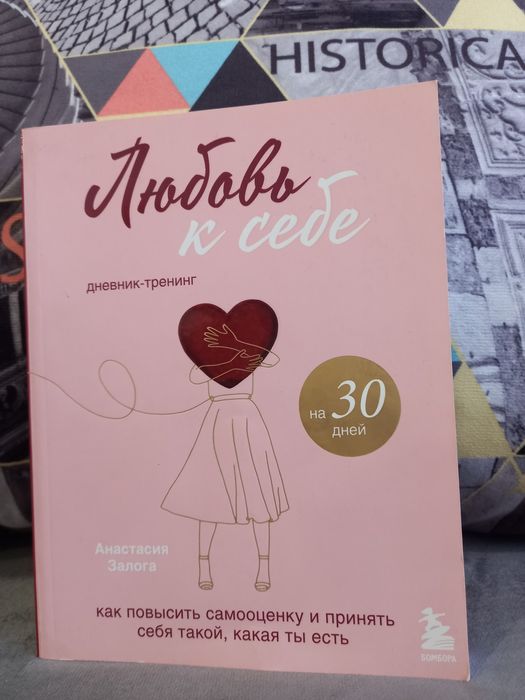 HISTORICA
Любовь
к себе
дневник-тренинг
на 30
дней
Анастасия
Залога
как повысить самооценку и принять
себя такой, какая ты есть
БОМБОРА